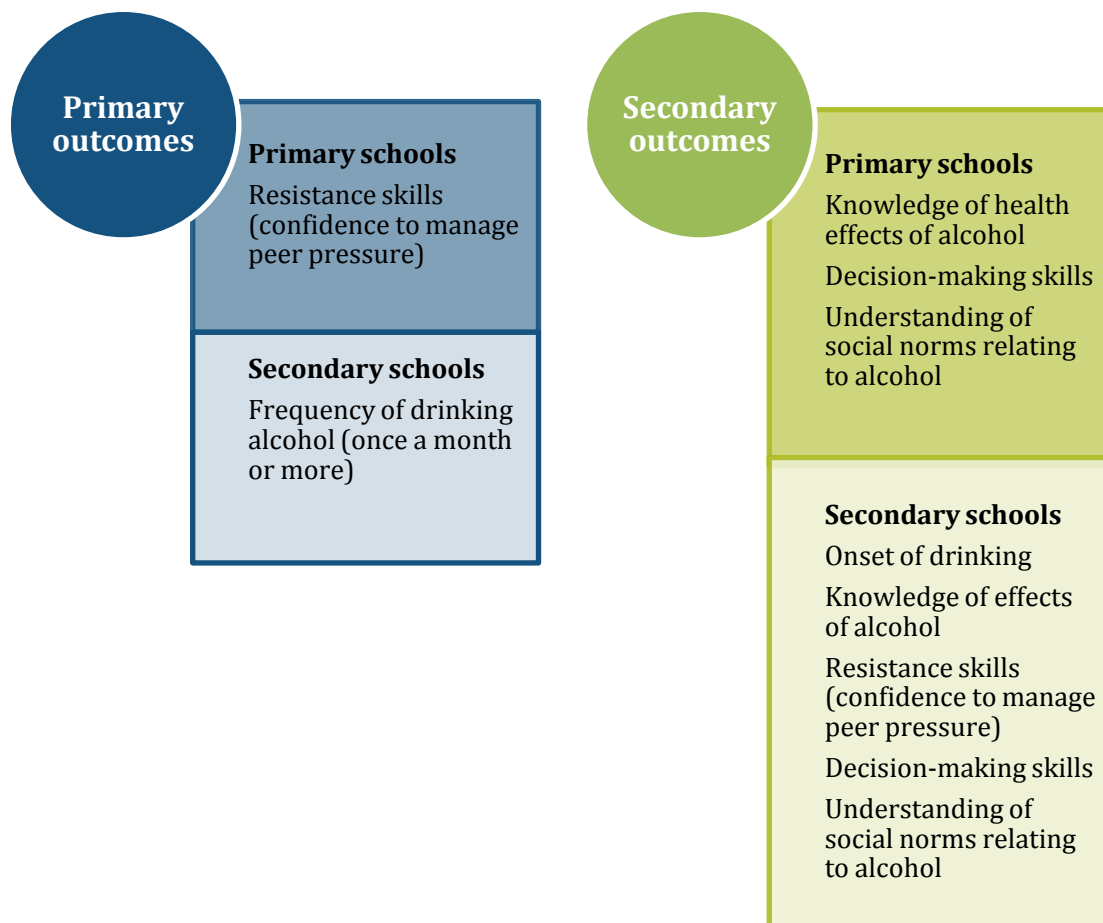 Primary
outcomes
Primary schools
Resistance skills
(confidence to manage
peer pressure)
Secondary schools
Frequency of drinking
alcohol (once a month
or more)
Secondary
outcomes
Primary schools
Knowledge of health
effects of alcohol
Decision-making skills
Understanding of
social norms relating
to alcohol
Secondary schools
Onset of drinking
Knowledge of effects
of alcohol
Resistance skills
(confidence to manage
peer pressure)
Decision-making skills
Understanding of
social norms relating
to alcohol